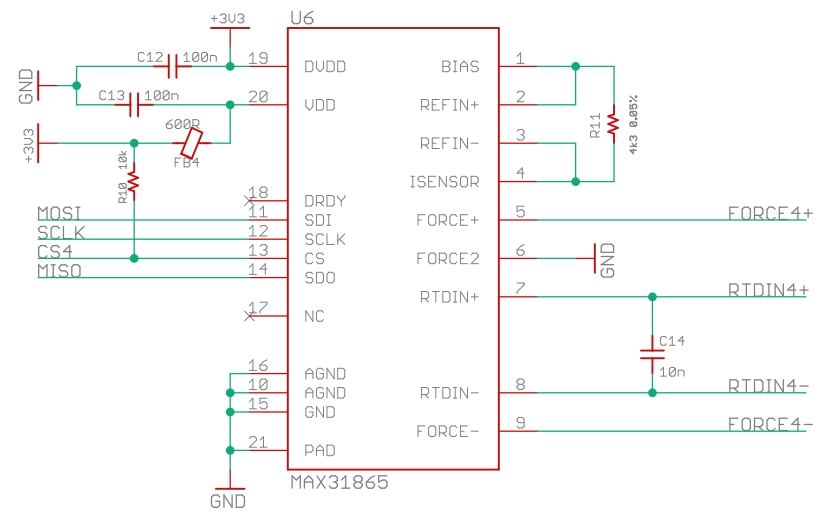 +3V3
U6
C12 100n
19 DVDD
BIAS 1
GND
C13 100n
20 VDD
REFIN+ 2
R11
4k3 0.05%
600R
FB4
+3V3
REFIN- 3
R10 10k
ISENSOR 4
18 DRDY
MOSI 11 SDI
FORCE+ 5 FORCE4+
SCLK 12 SCLK
CS4 13 CS
FORCE2 6 GND
MISO 14 SDO
RTDIN+ 7 RTDIN4+
17 NC
C14
10n
16 AGND
10 AGND
RTDIN- 8 RTDIN4-
15 GND
FORCE- 9 FORCE4-
21 PAD
GND
MAX31865